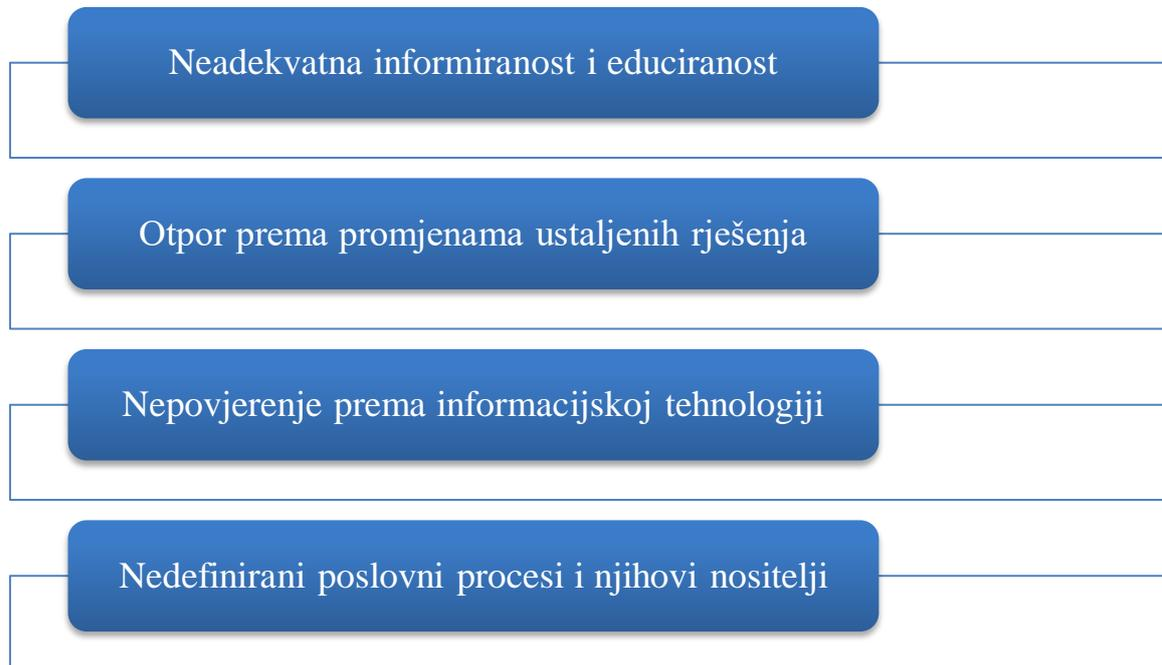 Neadekvatna informiranost i educiranost
Otpor prema promjenama ustaljenih rješenja
Nepovjerenje prema informacijskoj tehnologiji
Nedefinirani poslovni procesi i njihovi nositelji